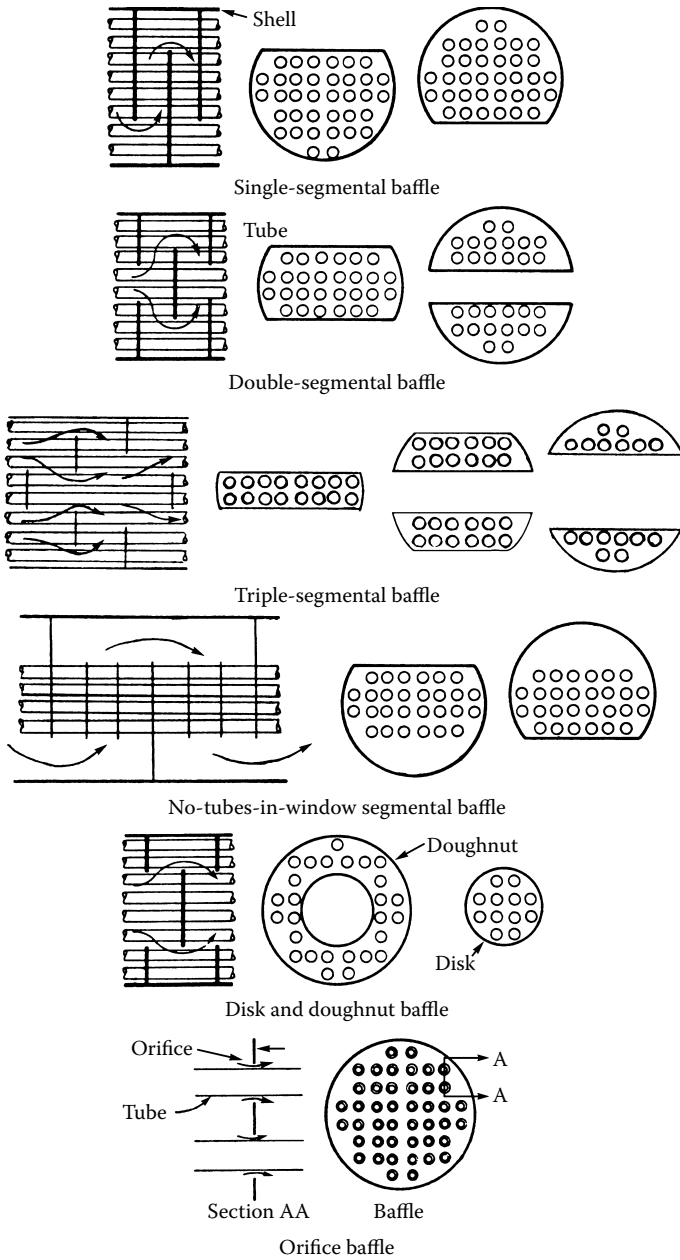 Shell
Single-segmental baffle
Tube
Double-segmental baffle
Triple-segmental baffle
No-tubes-in-window segmental baffle
Doughnut
Disk
Disk and doughnut baffle
Orifice
A
Tube
A
Section AA
Baffle
Orifice baffle